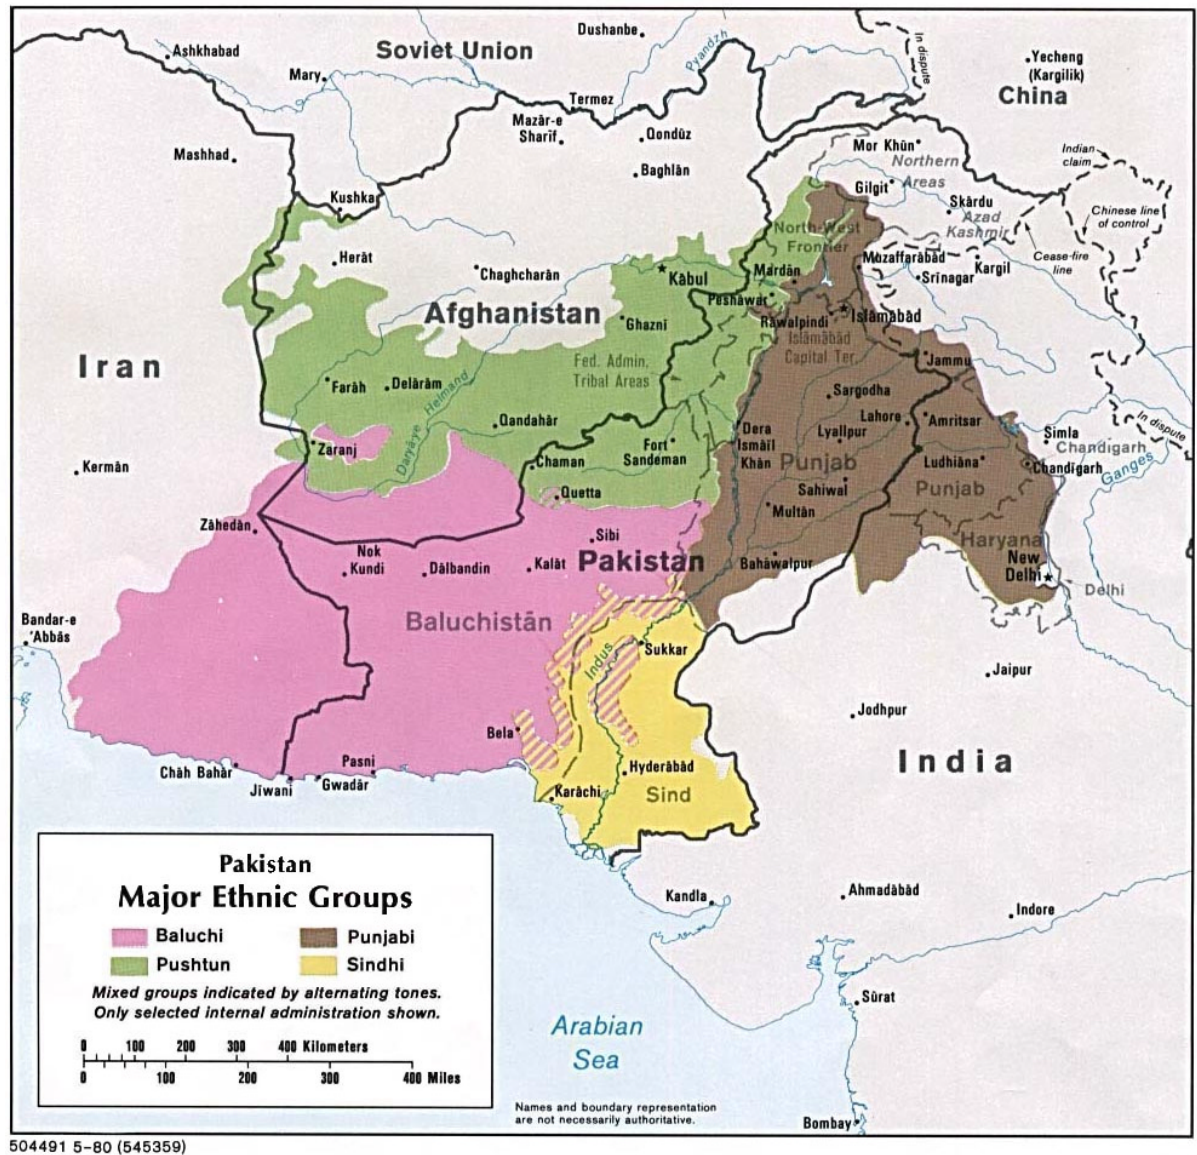 Ashkhabad
Soviet Union
Dushanbe
Pyandzh
In dispute
Yecheng
(Kargilik)
China
Mary
Termez
Mazār-e
Sharīf
Qondūz
Baghlān
Mashhad
Kushka
Mor Khūn
Northern
Areas
Gilgit
Indian
claim
Skārdu
Azad
Kashmir
Chinese line
of control
Cease-fire
line
North-West
Frontier
Herāt
Chaghcharān
Kābul
Mardān
Muzaffarābād
Srīnagar
Kargil
Peshāwar
Afghanistan
Ghazni
Rāwalpindi
Islāmābād
Islāmābād
Capital Ter.
Iran
Fed. Admin.
Tribal Areas
Jammu
Farāh
Delārām
Daryāye Helmand
Sargodha
Qandahār
Lahore
Amritsar
In dispute
Dera
Ismāīl
Khān
Lyallpur
Simla
Chandigarh
Zaranj
Fort
Sandeman
Punjab
Ludhiāna
Chandīgarh
Ganges
Kermān
Chaman
Sahiwal
Punjab
Quetta
Multān
Zāhedān
Sibi
Haryana
Nok
Kundi
Dālbandin
Kalāt
Pakistan
Bahāwalpur
New
Delhi
Delhi
Bandar-e
'Abbās
Baluchistān
Indus
Sukkar
Jaipur
Jodhpur
Bela
India
Chāh Bahār
Pasni
Jīwani
Gwadār
Hyderābād
Karāchi
Sind
Pakistan
Major Ethnic Groups
Baluchi
Punjabi
Pushtun
Sindhi
Mixed groups indicated by alternating tones.
Only selected internal administration shown.
0 100 200 300 400 Kilometers
0 100 200 300 400 Miles
Kandla
Ahmadābād
Indore
Sūrat
Arabian
Sea
Names and boundary representation
are not necessarily authoritative.
Bombay
504491 5-80 (545359)